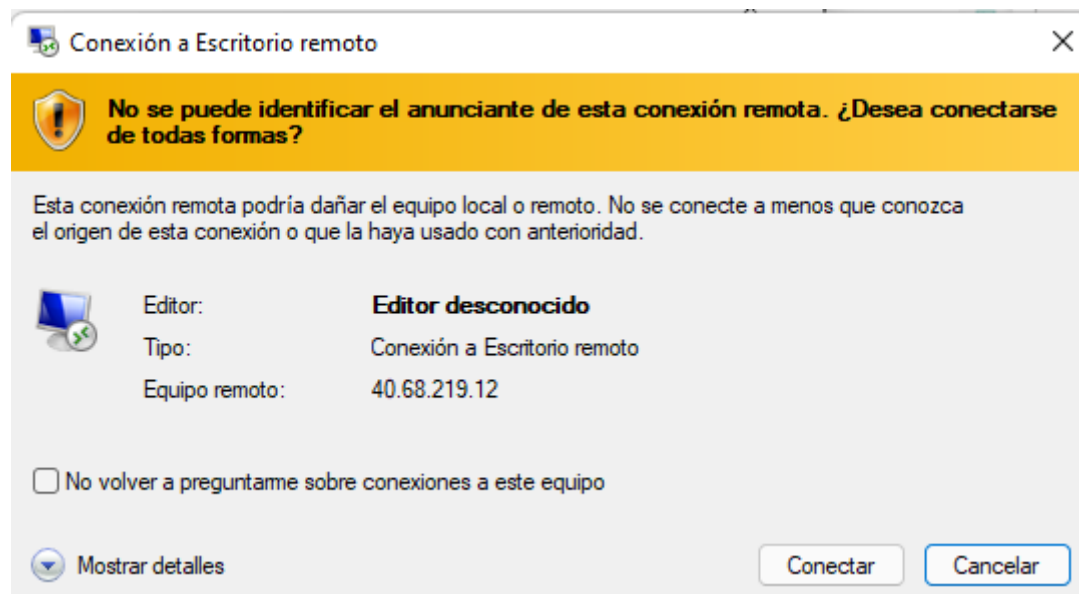 Conexión a Escritorio remoto
No se puede identificar el anunciante de esta conexión remota. ¿Desea conectarse
de todas formas?
Esta conexión remota podría dañar el equipo local o remoto. No se conecte a menos que conozca
el origen de esta conexión o que la haya usado con anterioridad.
Editor: Editor desconocido
Tipo: Conexión a Escritorio remoto
Equipo remoto: 40.68.219.12
No volver a preguntarme sobre conexiones a este equipo
Mostrar detalles Conectar Cancelar